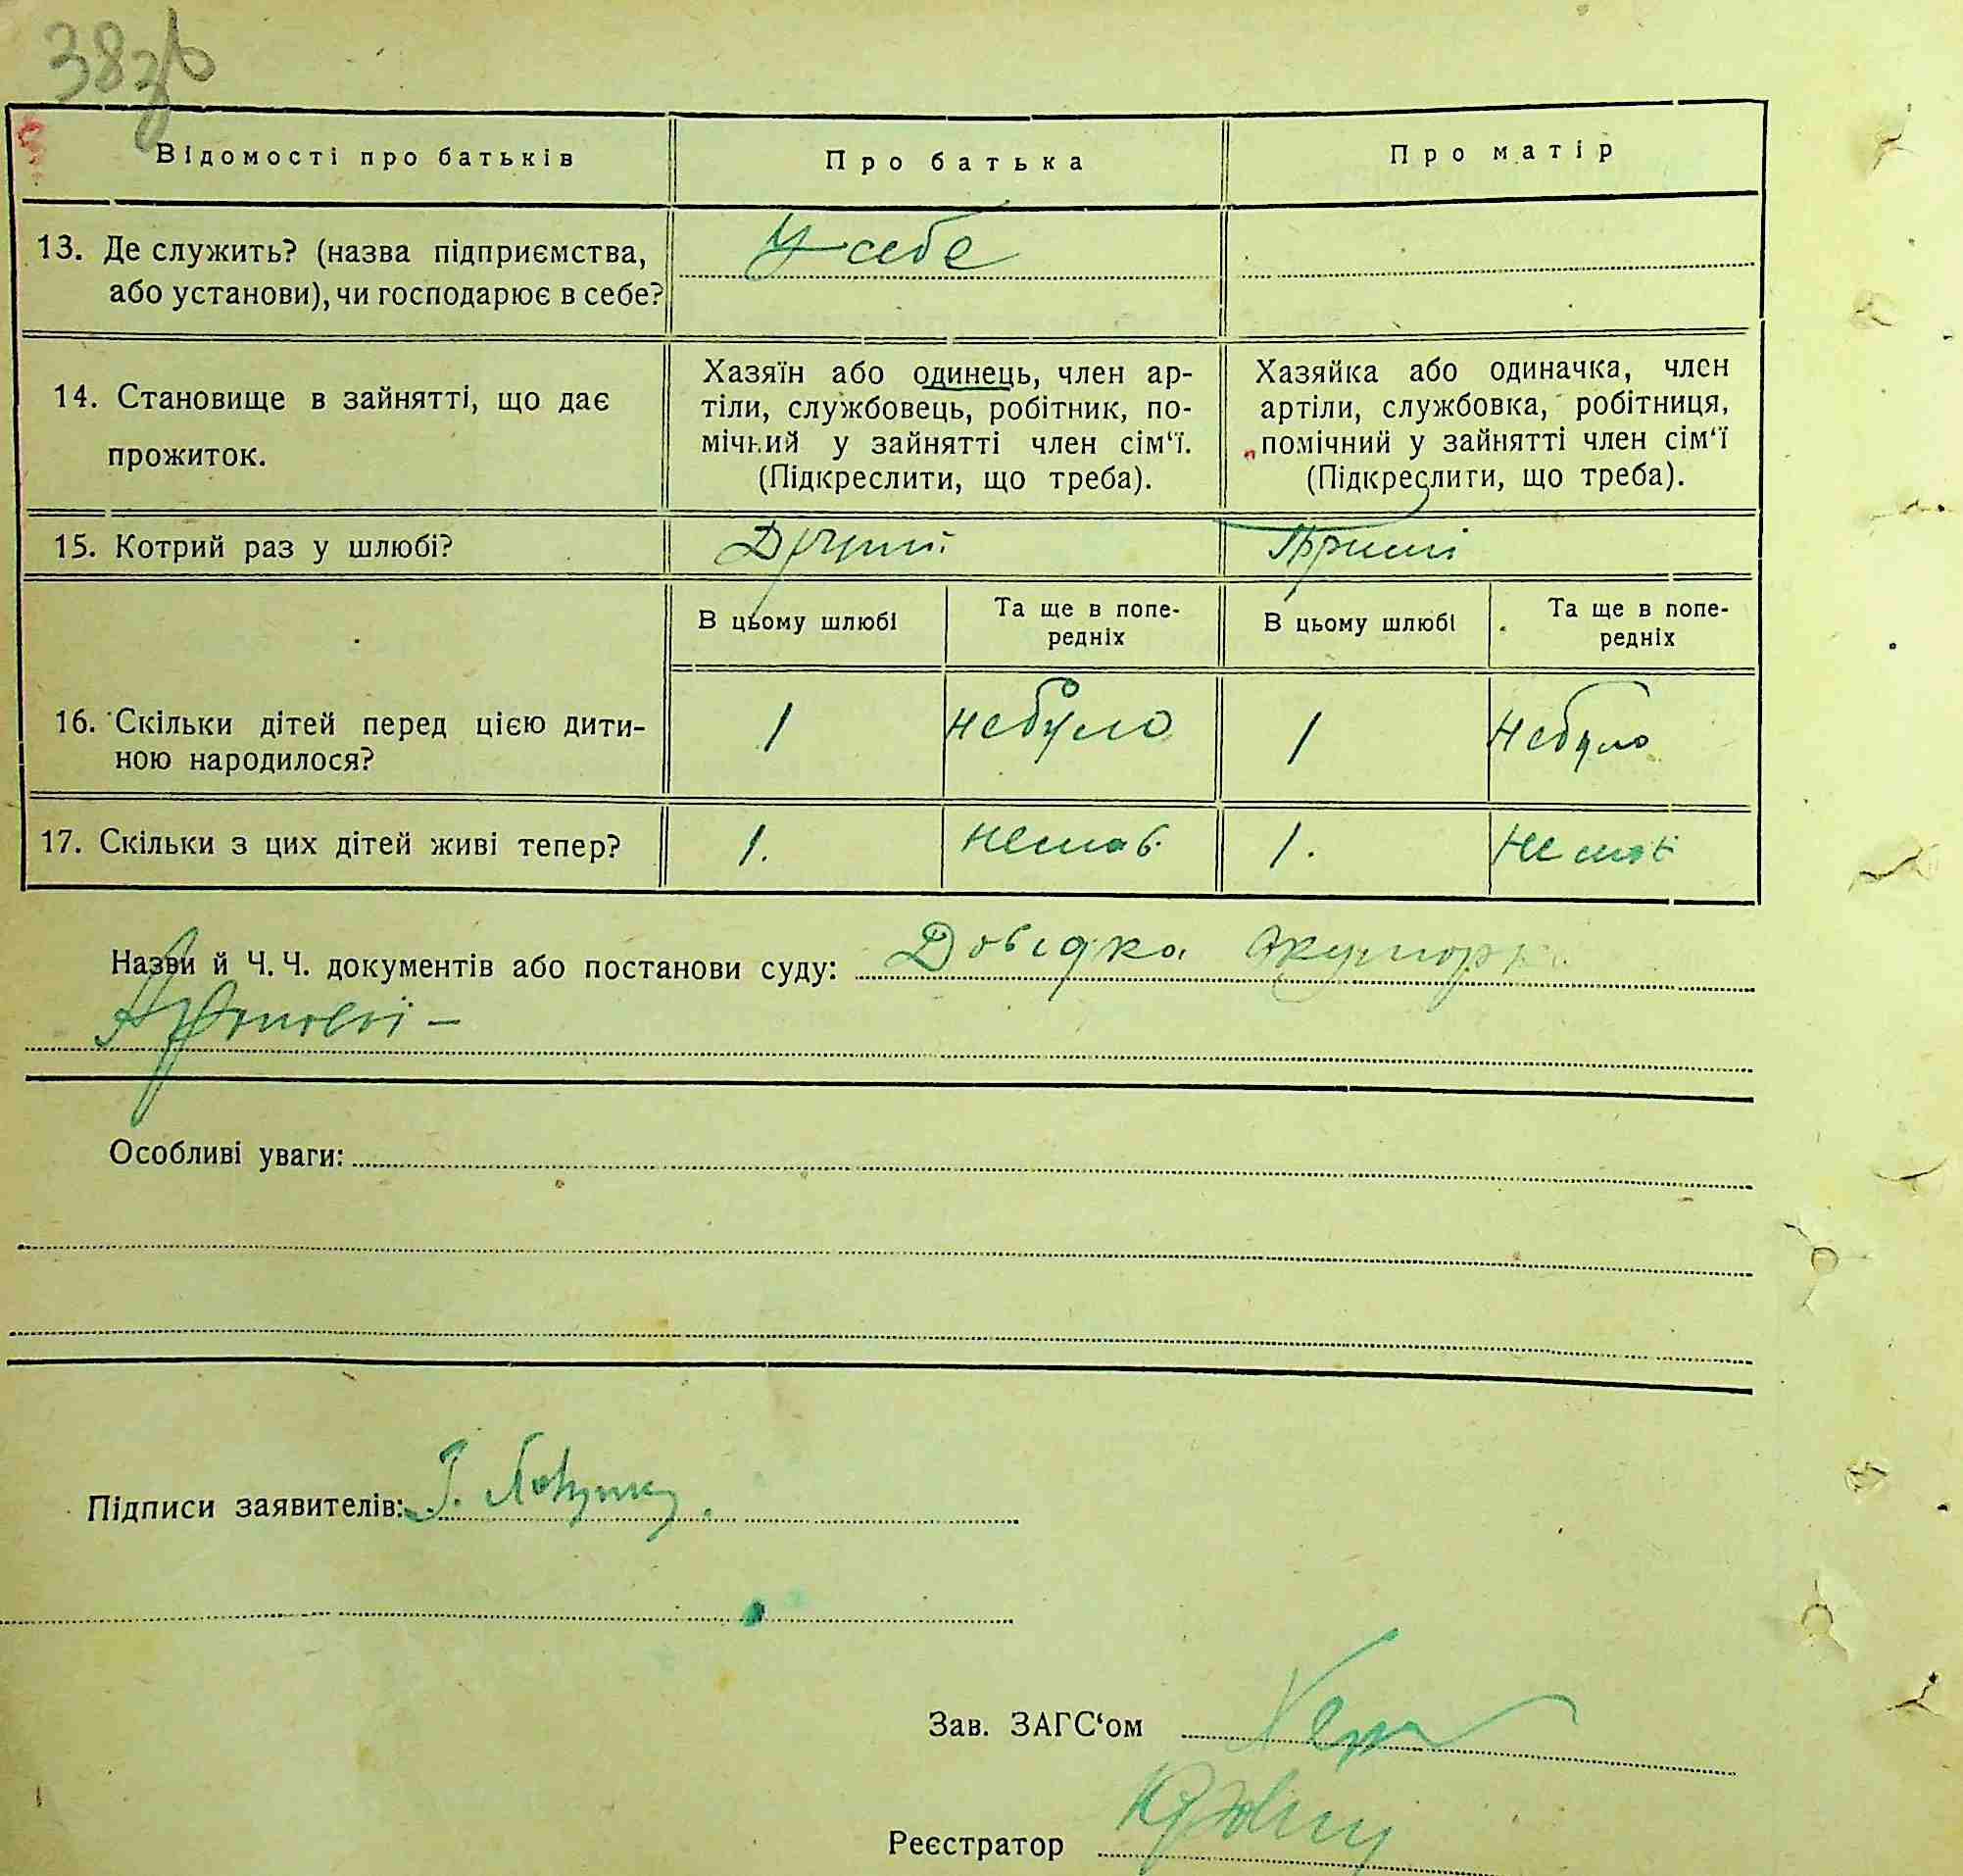 38зв
Відомості про батьків Про батька Про матір
13. Де служить? (назва підприємства, У себе
або установи), чи господарює в себе?
14. Становище в зайнятті, що дає
прожиток.
Хазяїн або одинець, член ар-
тіли, службовець, робітник, по-
мічний у зайнятті член сім‘ї.
(Підкреслити, що треба).
Хазяйка або одиначка, член
артіли, службовка, робітниця,
помічний у зайнятті член сім‘ї
(Підкреслити, що треба).
15. Котрий раз у шлюбі? Другий
В цьому шлюбі Та ще в попе-
редніх
В цьому шлюбі Та ще в попе-
редніх
16. Скільки дітей перед цією дити-
ною народилося?
1 небуло 1 небуло
17. Скільки з цих дітей живі тепер? 1. немає 1. немає
Назви й Ч. Ч. документів або постанови суду: Довідка акушорки
Особливі уваги:
Підписи заявителів:
Зав. ЗАГС‘ом
Реєстратор